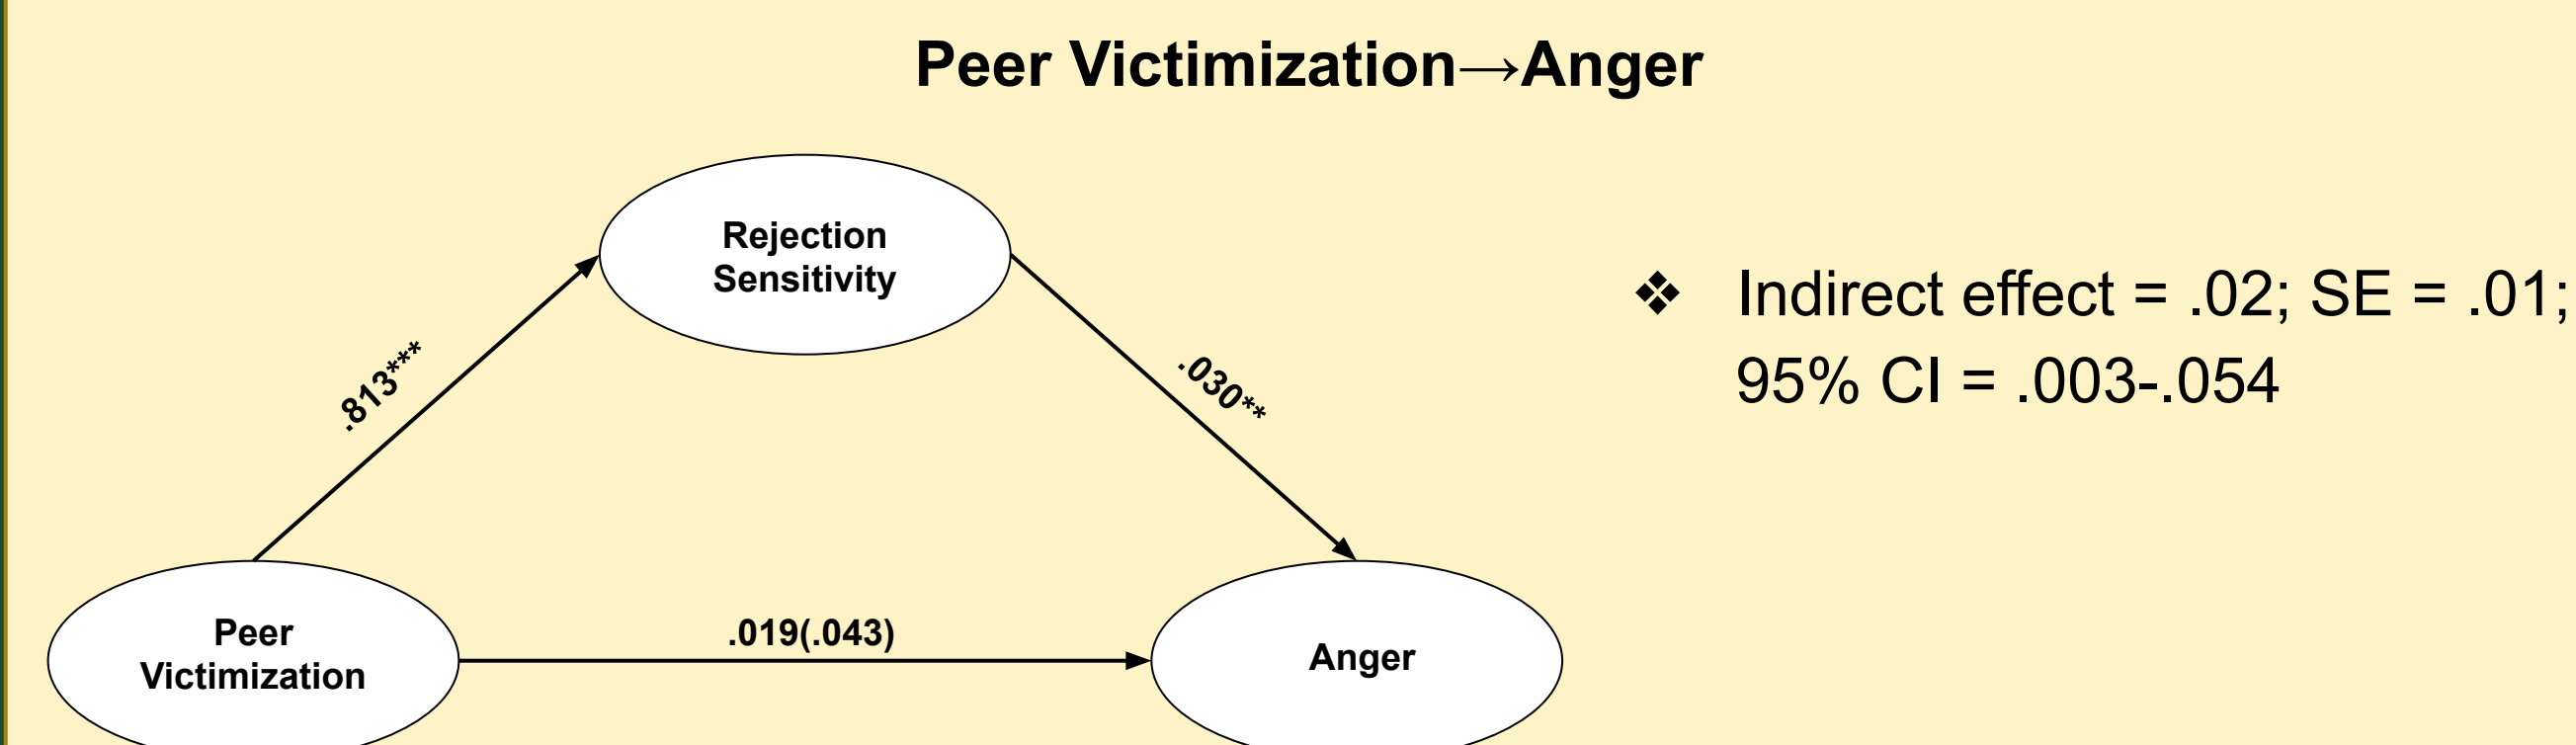 Peer Victimization→Anger
Rejection
Sensitivity
❖ Indirect effect = .02; SE = .01;
95% CI = .003-.054
.813***
.030**
Peer
Victimization
.019(.043)
Anger